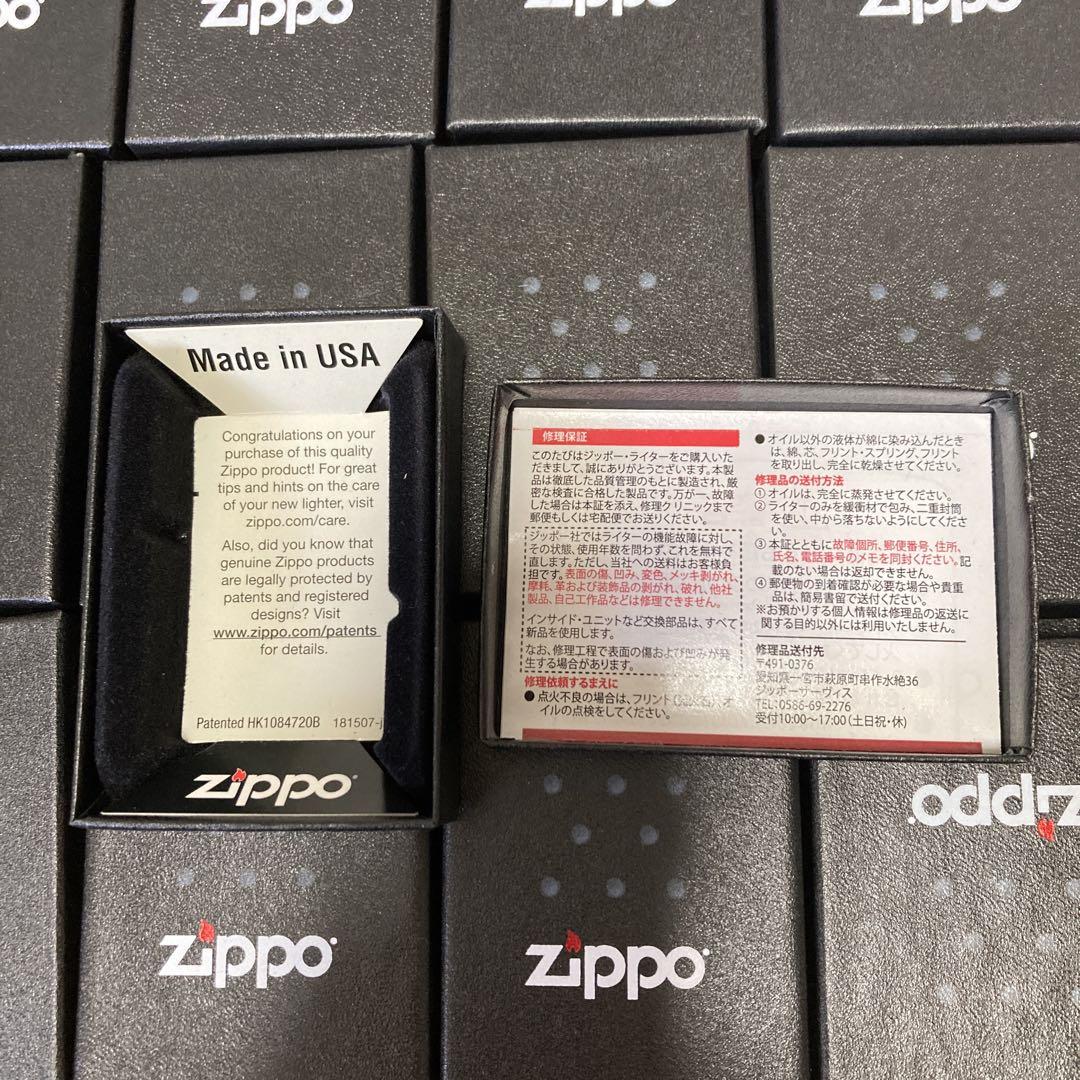 zippo
zippo
zippo
Made in USA
Congratulations on your
purchase of this quality
Zippo product! For great
tips and hints on the care
of your new lighter, visit
zippo.com/care.
Also, did you know that
genuine Zippo products
are legally protected by
patents and registered
designs? Visit
www.zippo.com/patents
for details.
Patented HK1084720B 181507-j
zippo
修理保証
このたびはジッポー・ライターをご購入いた
だきまして、誠にありがとうございます。本製
品は徹底した品質管理のもとに製造され、厳
密な検査に合格した製品です。万が一、故障
した場合は本証を添え、修理クリニックまで
郵便もしくは宅配便でお送りください。
ジッポー社ではライターの機能故障に対し、
その状態、使用年数を問わず、これを無料で
直します。ただし、当社への送料はお客様負
担です。表面の傷、凹み、変色、メッキ剥がれ、
摩耗、革および装飾品の剥がれ、破れ、他社
製品、自己工作品などは修理できません。
インサイド・ユニットなど交換部品は、すべて
新品を使用します。
なお、修理工程で表面の傷および凹みが発
生する場合があります。
修理依頼するまえに
●点火不良の場合は、フリント オ
イルの点検をしてください。
●オイル以外の液体が綿に染み込んだとき
は、綿、芯、フリント・スプリング、フリント
を取り出し、完全に乾燥させてください。
修理品の送付方法
①オイルは、完全に蒸発させてください。
②ライターのみを緩衝材で包み、二重封筒
を使い、中から落ちないようにしてくださ
い。
③本証とともに故障個所、郵便番号、住所、
氏名、電話番号のメモを同封ください。記
載のない場合は返却できません。
④郵便物の到着確認が必要な場合や貴重
品は、簡易書留で送付ください。
※お預かりする個人情報は修理品の返送に
関する目的以外には利用いたしません。
修理品送付先
〒491-0376
愛知県一宮市萩原町串作水絶36
ジッポーサーヴィス
TEL:0586-69-2276
受付10:00〜17:00(土日祝・休)
zippo
zippo
zippo